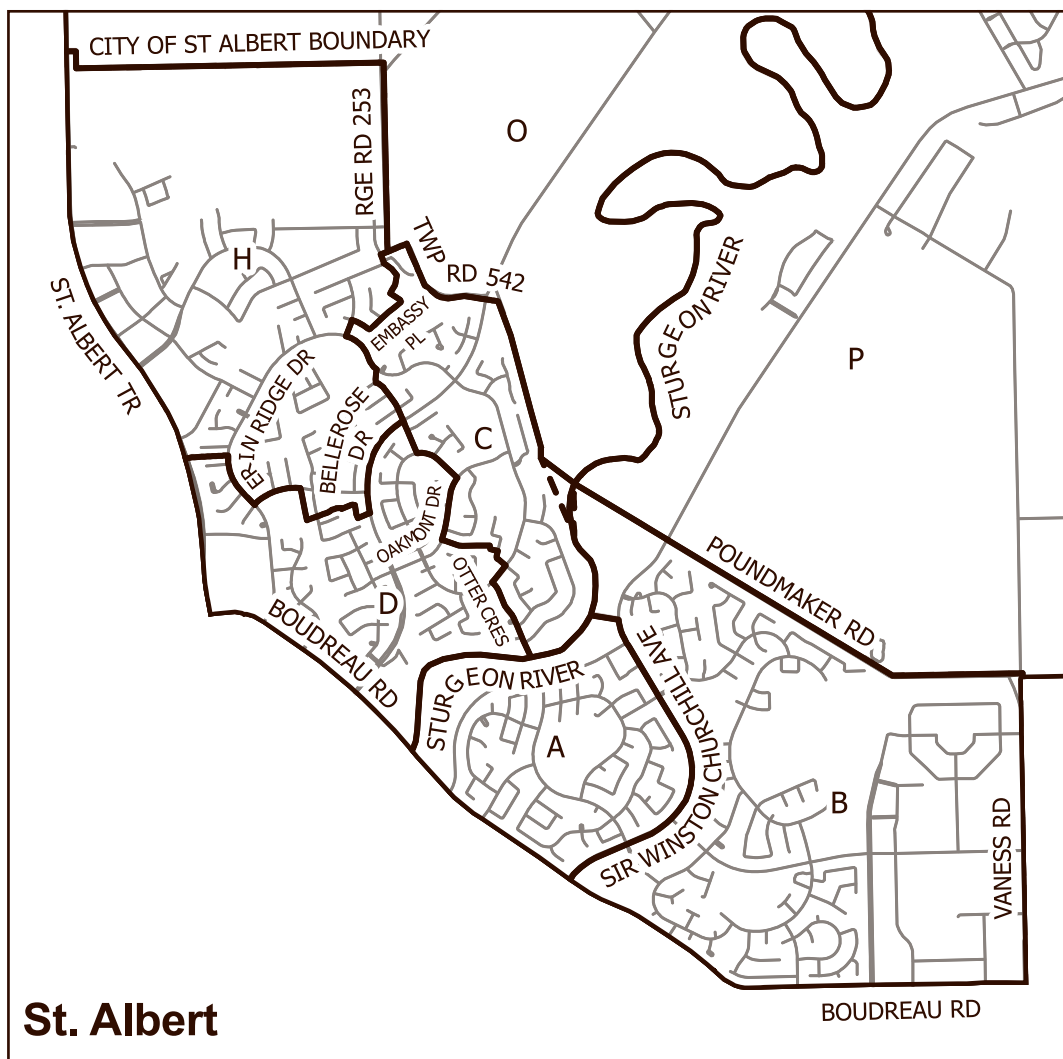 CITY OF ST ALBERT BOUNDARY
RGE RD 253
O
TWP
RD 542
H
STURGEON RIVER
ST. ALBERT TR
EMBASSY
PL
P
ER-IN RIDGE DR
BELLEROSE
DR
C
OAKMONT DR
OTTER CRES
POUNDMAKER RD
D
BOUDREAU RD
STURGEON RIVER
SIR WINSTON CHURCHILL AVE
A
B
VANESS RD
BOUDREAU RD
St. Albert